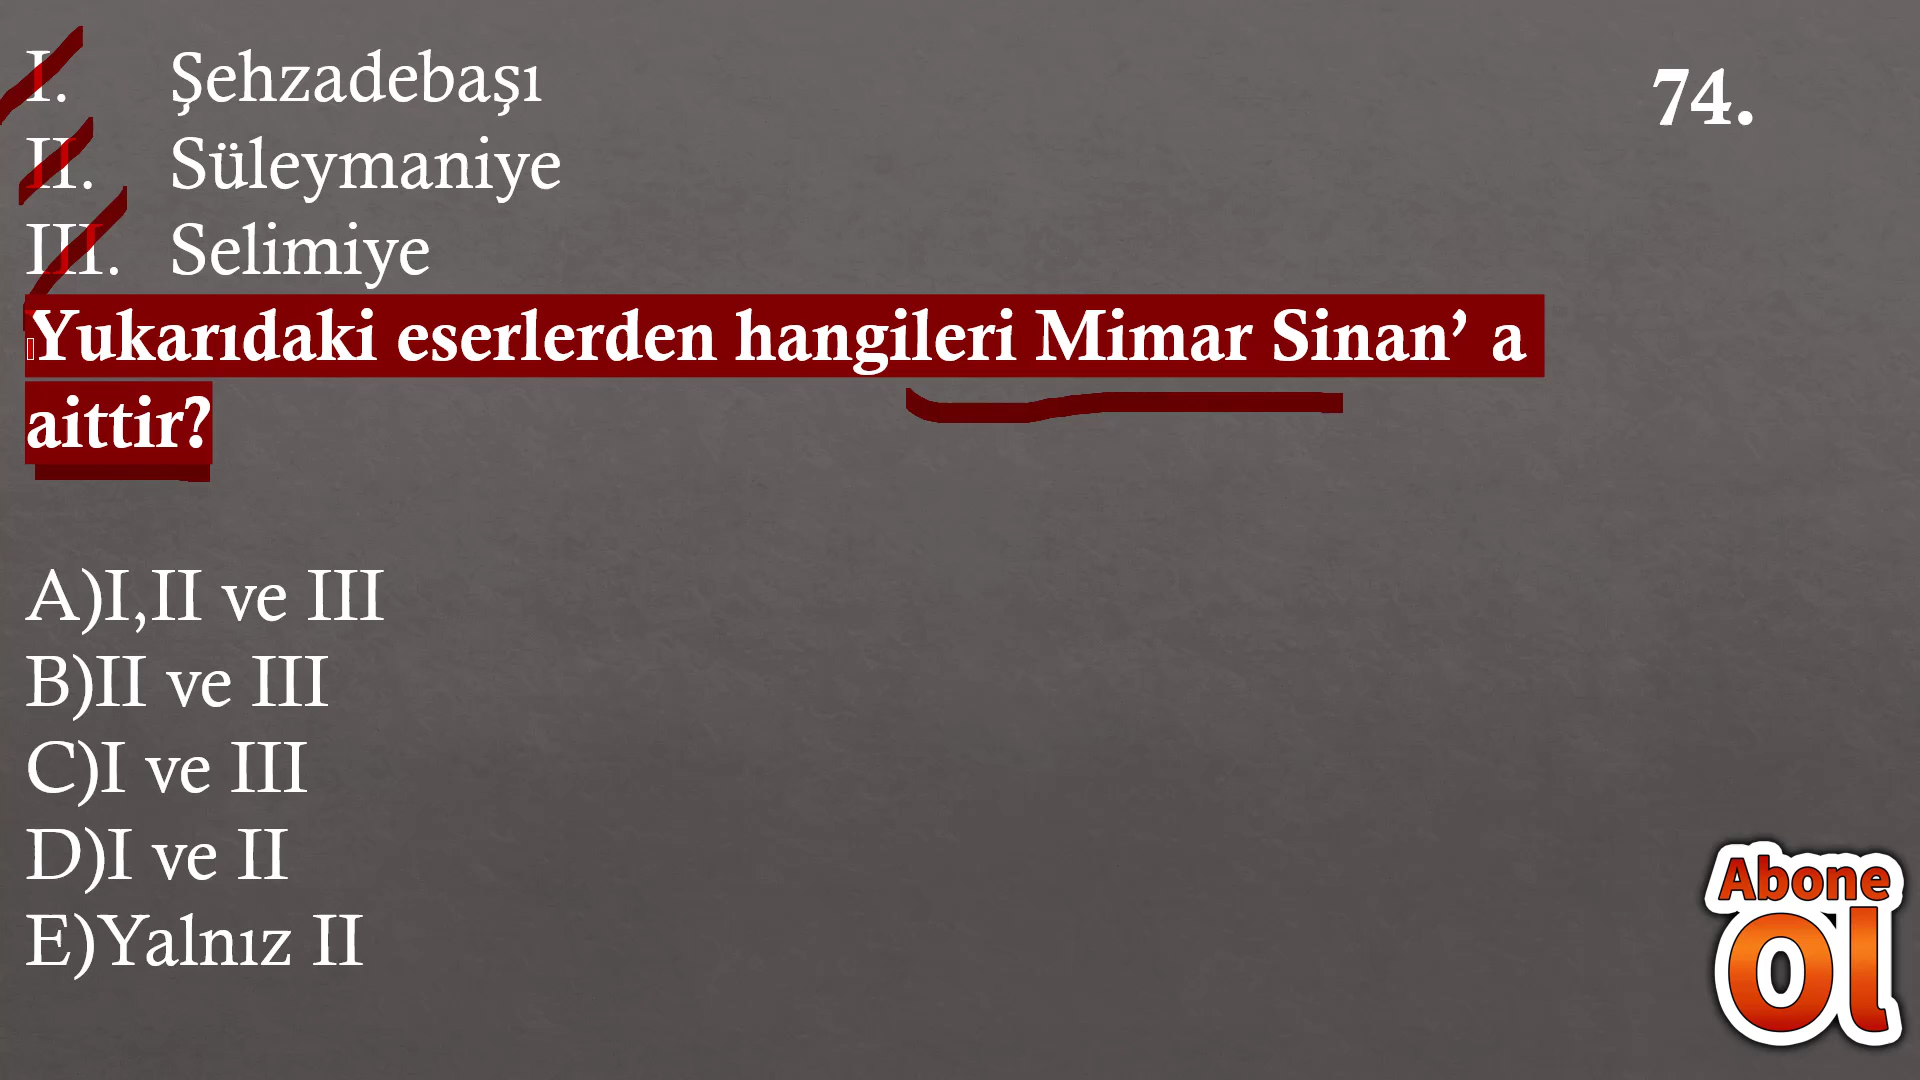 I. Şehzadebaşı
74.
II. Süleymaniye
III. Selimiye
Yukarıdaki eserlerden hangileri Mimar Sinan’ a
aittir?
A)I,II ve III
B)II ve III
C)I ve III
D)I ve II
E)Yalnız II
Abone
Ol